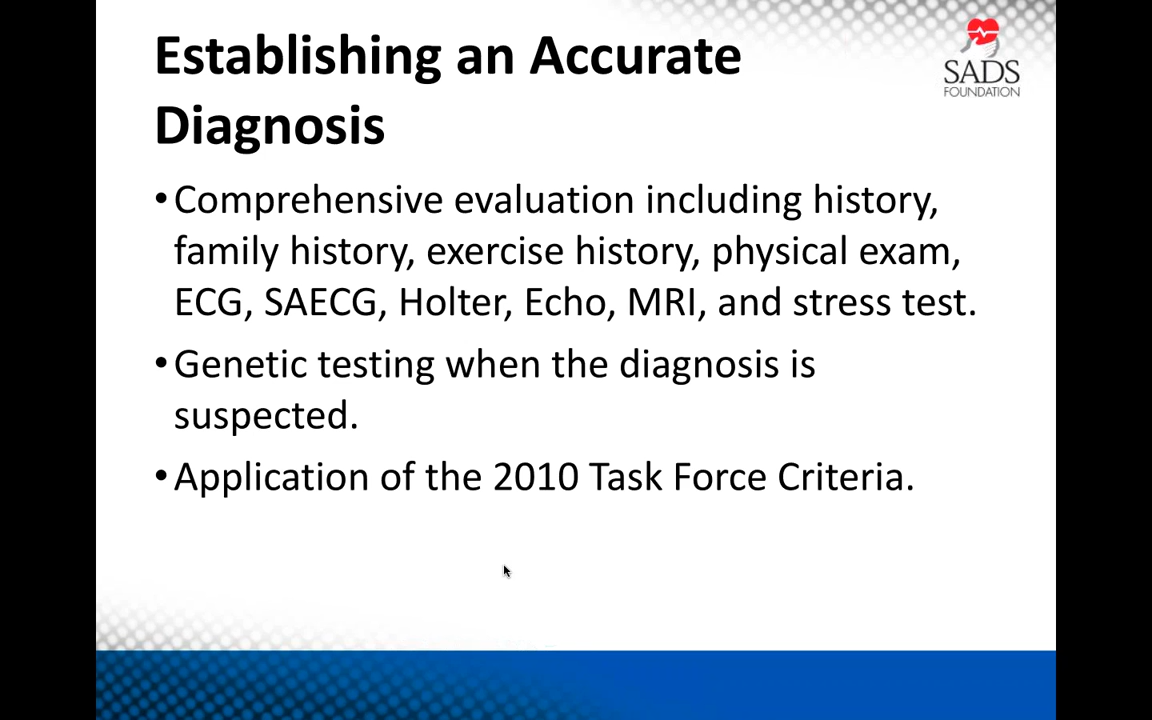 Establishing an Accurate
Diagnosis
SADS
FOUNDATION
•Comprehensive evaluation including history,
family history, exercise history, physical exam,
ECG, SAECG, Holter, Echo, MRI, and stress test.
•Genetic testing when the diagnosis is
suspected.
•Application of the 2010 Task Force Criteria.